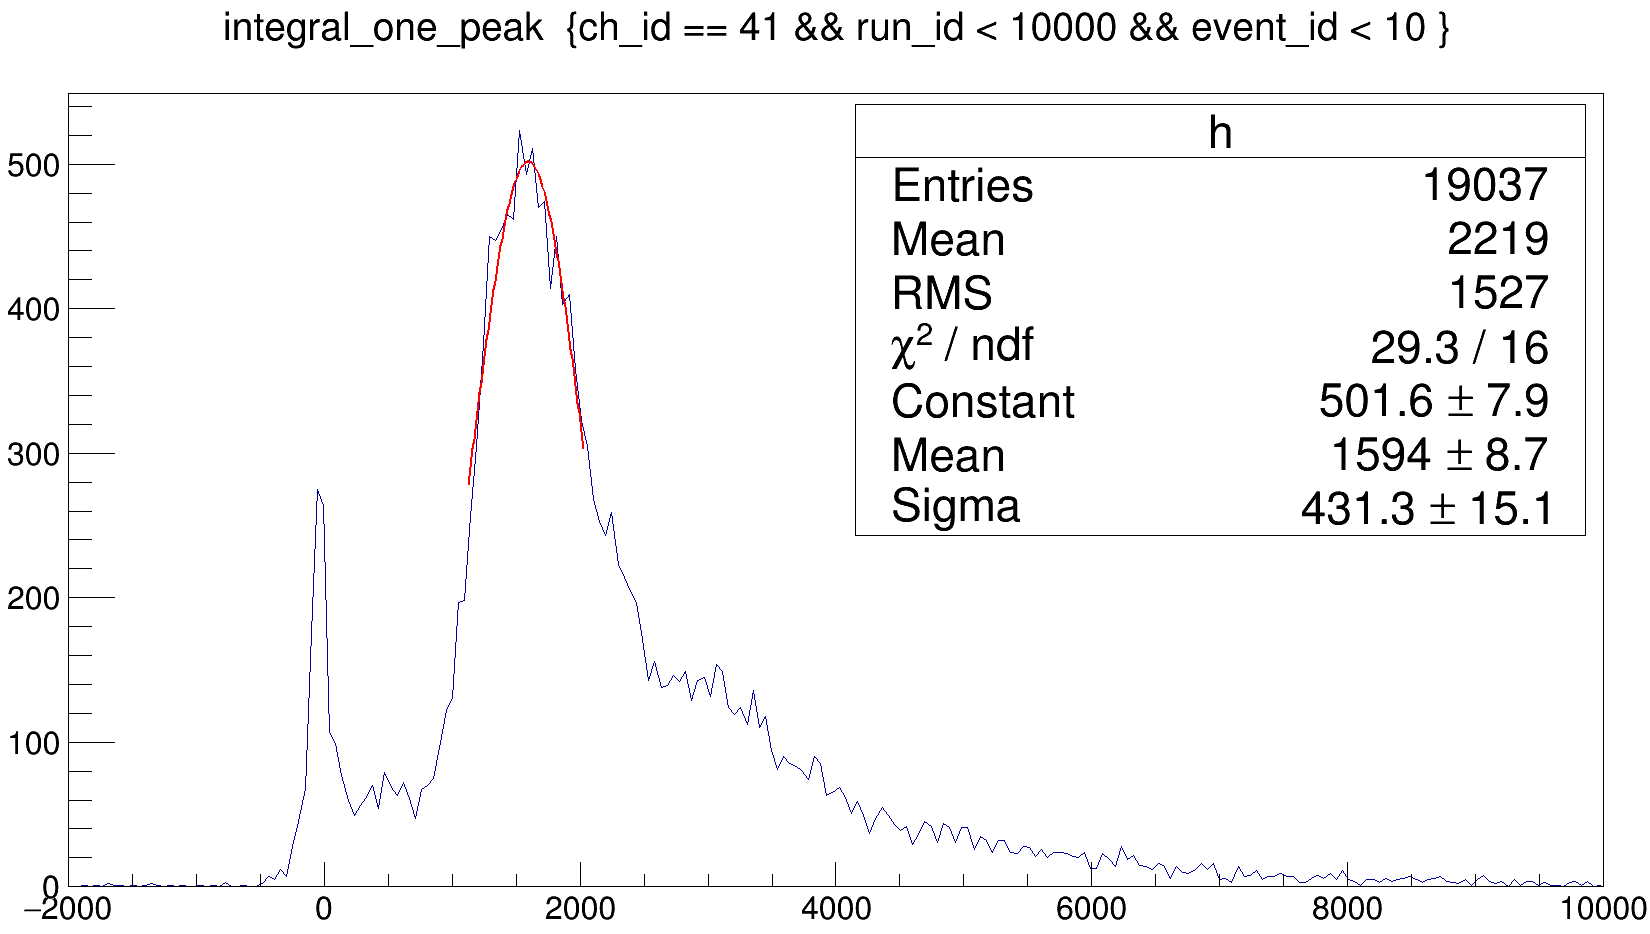 integral_one_peak {ch_id == 41 && run_id < 10000 && event_id < 10 }
h
Entries 19037
Mean 2219
RMS 1527
χ² / ndf 29.3 / 16
Constant 501.6 ± 7.9
Mean 1594 ± 8.7
Sigma 431.3 ± 15.1
500
400
300
200
100
0
−2000 0 2000 4000 6000 8000 10000